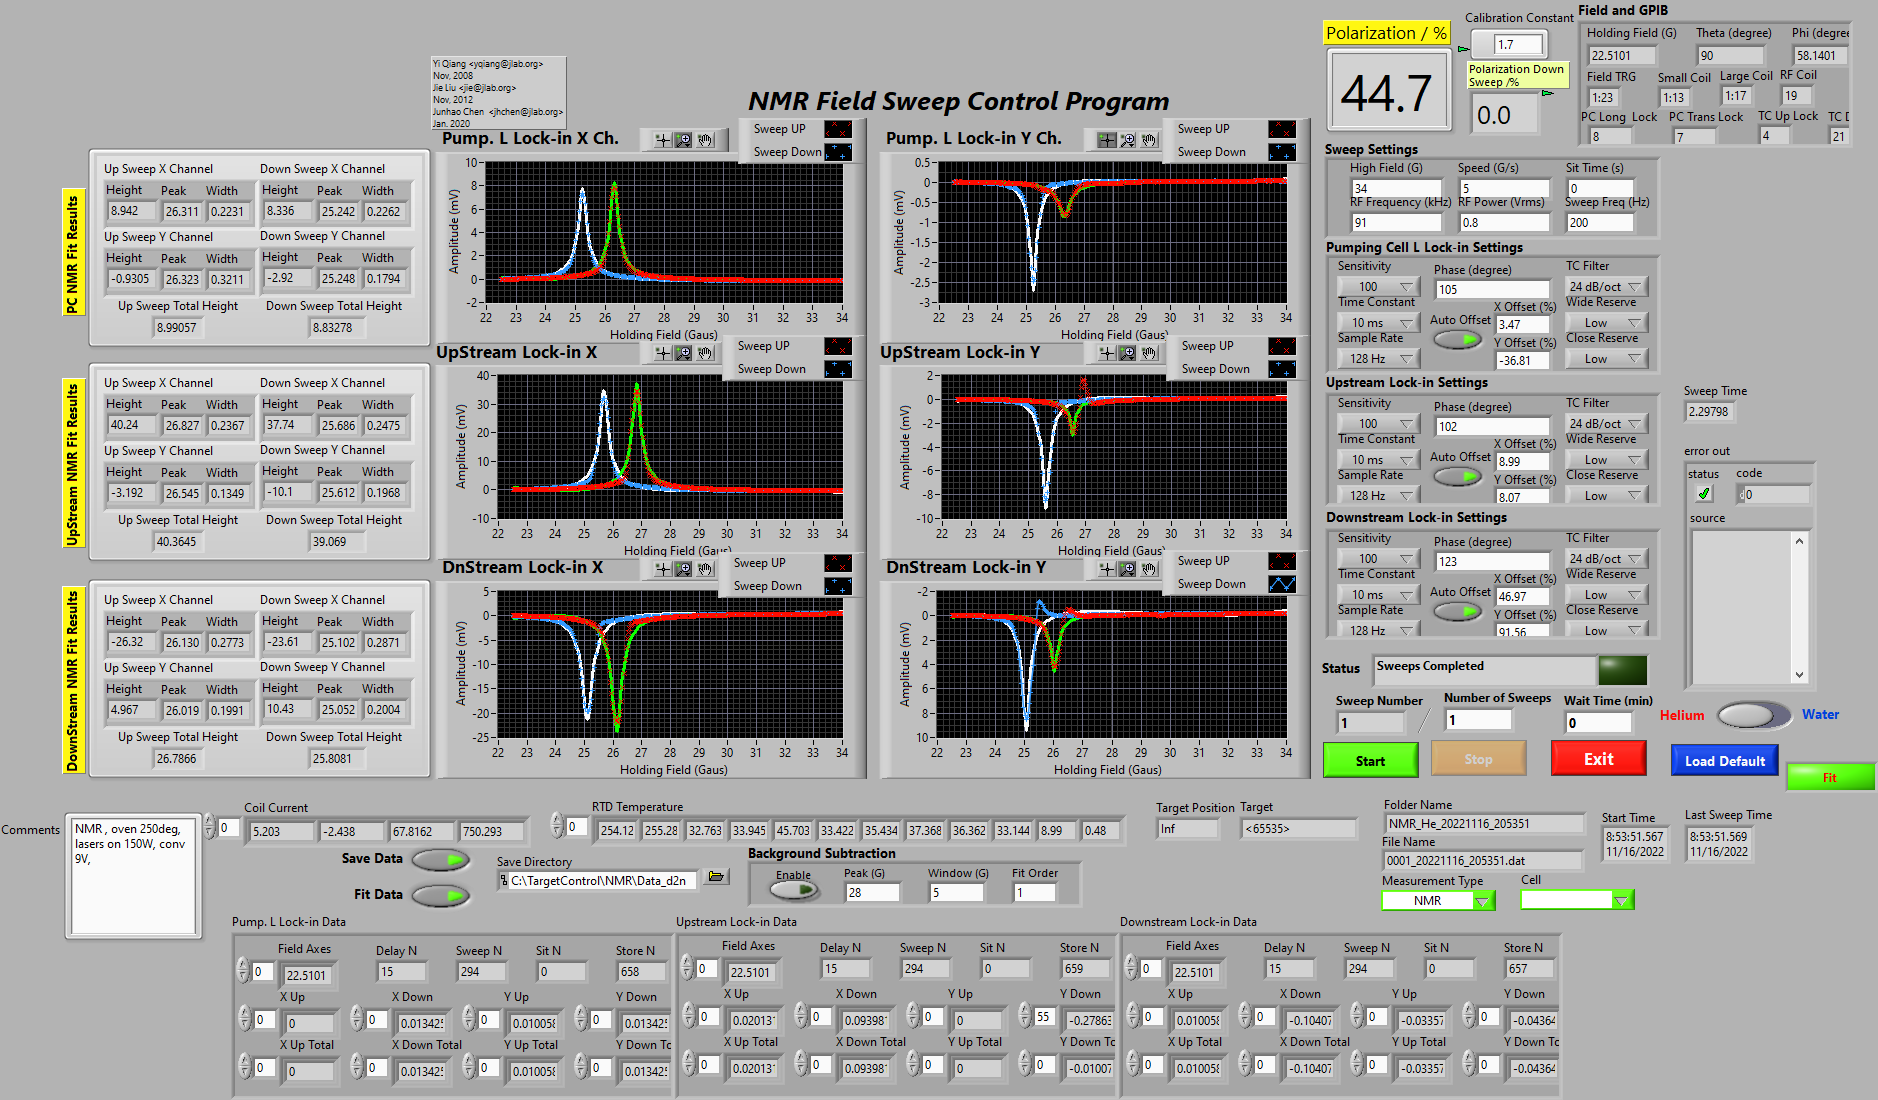 Yi Qiang <yqiang@jlab.org>
Nov, 2008
Jie Liu <jie@jlab.org>
Nov, 2012
Junhao Chen <jhchen@jlab.org>
Jan. 2020
NMR Field Sweep Control Program
Polarization / %
44.7
Calibration Constant
1.7
Polarization Down
Sweep /%
0.0
Field and GPIB
Holding Field (G) Theta (degree) Phi (degree
22.5101 90 58.1401
Field TRG Small Coil Large Coil RF Coil
1:23 1:13 1:17 19
PC Long Lock PC Trans Lock TC Up Lock TC D
8 7 4 21
PC NMR Fit Results
Up Sweep X Channel Down Sweep X Channel
Height Peak Width Height Peak Width
8.942 26.311 0.2231 8.336 25.242 0.2262
Up Sweep Y Channel Down Sweep Y Channel
Height Peak Width Height Peak Width
-0.9305 26.323 0.3211 -2.92 25.248 0.1794
Up Sweep Total Height Down Sweep Total Height
8.99057 8.83278
Pump. L Lock-in X Ch.
Sweep UP
Sweep Down
Amplitude (mV)
10
8
6
4
2
0
-2
22 23 24 25 26 27 28 29 30 31 32 33 34
Holding Field (Gaus)
Pump. L Lock-in Y Ch.
Sweep UP
Sweep Down
Amplitude (mV)
0.5
0
-0.5
-1
-1.5
-2
-2.5
-3
22 23 24 25 26 27 28 29 30 31 32 33 34
Holding Field (Gaus)
UpStream NMR Fit Results
Up Sweep X Channel Down Sweep X Channel
Height Peak Width Height Peak Width
40.24 26.827 0.2367 37.74 25.686 0.2475
Up Sweep Y Channel Down Sweep Y Channel
Height Peak Width Height Peak Width
-3.192 26.545 0.1349 -10.1 25.612 0.1968
Up Sweep Total Height Down Sweep Total Height
40.3645 39.069
UpStream Lock-in X
Sweep UP
Sweep Down
Amplitude (mV)
40
30
20
10
0
-10
22 23 24 25 26 27 28 29 30 31 32 33 34
Holding Field (Gaus)
UpStream Lock-in Y
Sweep UP
Sweep Down
Amplitude (mV)
2
0
-2
-4
-6
-8
-10
22 23 24 25 26 27 28 29 30 31 32 33 34
Holding Field (Gaus)
DownStream NMR Fit Results
Up Sweep X Channel Down Sweep X Channel
Height Peak Width Height Peak Width
-26.32 26.130 0.2773 -23.61 25.102 0.2871
Up Sweep Y Channel Down Sweep Y Channel
Height Peak Width Height Peak Width
4.967 26.019 0.1991 10.43 25.052 0.2004
Up Sweep Total Height Down Sweep Total Height
26.7866 25.8081
DnStream Lock-in X
Sweep UP
Sweep Down
Amplitude (mV)
5
0
-5
-10
-15
-20
-25
22 23 24 25 26 27 28 29 30 31 32 33 34
Holding Field (Gaus)
DnStream Lock-in Y
Sweep UP
Sweep Down
Amplitude (mV)
-2
0
2
4
6
8
10
22 23 24 25 26 27 28 29 30 31 32 33 34
Holding Field (Gaus)
Sweep Settings
High Field (G) Speed (G/s) Sit Time (s)
34 5 0
RF Frequency (kHz) RF Power (Vrms) Sweep Freq (Hz)
91 0.8 200
Pumping Cell L Lock-in Settings
Sensitivity Phase (degree) TC Filter
100 105 24 dB/oct
Time Constant X Offset (%) Wide Reserve
10 ms Auto Offset 3.47 Low
Sample Rate Y Offset (%) Close Reserve
128 Hz -36.81 Low
Upstream Lock-in Settings
Sensitivity Phase (degree) TC Filter
100 102 24 dB/oct
Time Constant X Offset (%) Wide Reserve
10 ms Auto Offset 8.99 Low
Sample Rate Y Offset (%) Close Reserve
128 Hz 8.07 Low
Downstream Lock-in Settings
Sensitivity Phase (degree) TC Filter
100 123 24 dB/oct
Time Constant X Offset (%) Wide Reserve
10 ms Auto Offset 46.97 Low
Sample Rate Y Offset (%) Close Reserve
128 Hz 91.56 Low
Sweep Time
2.29798
error out
status code
0
source
Status Sweeps Completed
Sweep Number Number of Sweeps Wait Time (min)
1 / 1 0
Helium Water
Start Stop Exit Load Default
Fit
Comments
NMR , oven 250deg,
lasers on 150W, conv
9V,
Coil Current
0 5.203 -2.438 67.8162 750.293
RTD Temperature
0 254.12 255.28 32.763 33.945 45.703 33.422 35.434 37.368 36.362 33.144 8.99 0.48
Target Position Target
Inf <65535>
Save Data
Fit Data
Save Directory
C:\TargetControl\NMR\Data_d2n
Background Subtraction
Enable Peak (G) Window (G) Fit Order
28 5 1
Folder Name
NMR_He_20221116_205351
File Name
0001_20221116_205351.dat
Measurement Type Cell
NMR
Start Time
8:53:51.567
11/16/2022
Last Sweep Time
8:53:51.569
11/16/2022
Pump. L Lock-in Data
Field Axes Delay N Sweep N Sit N Store N
0 22.5101 15 294 0 658
X Up X Down Y Up Y Down
0 0 0 0.01342 0 0.01005 0 0.01342
X Up Total X Down Total Y Up Total Y Down To
0 0 0 0.01342 0 0.01005 0 0.01342
Upstream Lock-in Data
Field Axes Delay N Sweep N Sit N Store N
0 22.5101 15 294 0 659
X Up X Down Y Up Y Down
0 0.02013 0 0.09398 0 0 55 -0.27863
X Up Total X Down Total Y Up Total Y Down To
0 0.02013 0 0.09398 0 0 0 -0.01007
Downstream Lock-in Data
Field Axes Delay N Sweep N Sit N Store N
0 22.5101 15 294 0 657
X Up X Down Y Up Y Down
0 0.01005 0 -0.10407 0 -0.03357 0 -0.04364
X Up Total X Down Total Y Up Total Y Down To
0 0.01005 0 -0.10407 0 -0.03357 0 -0.04364